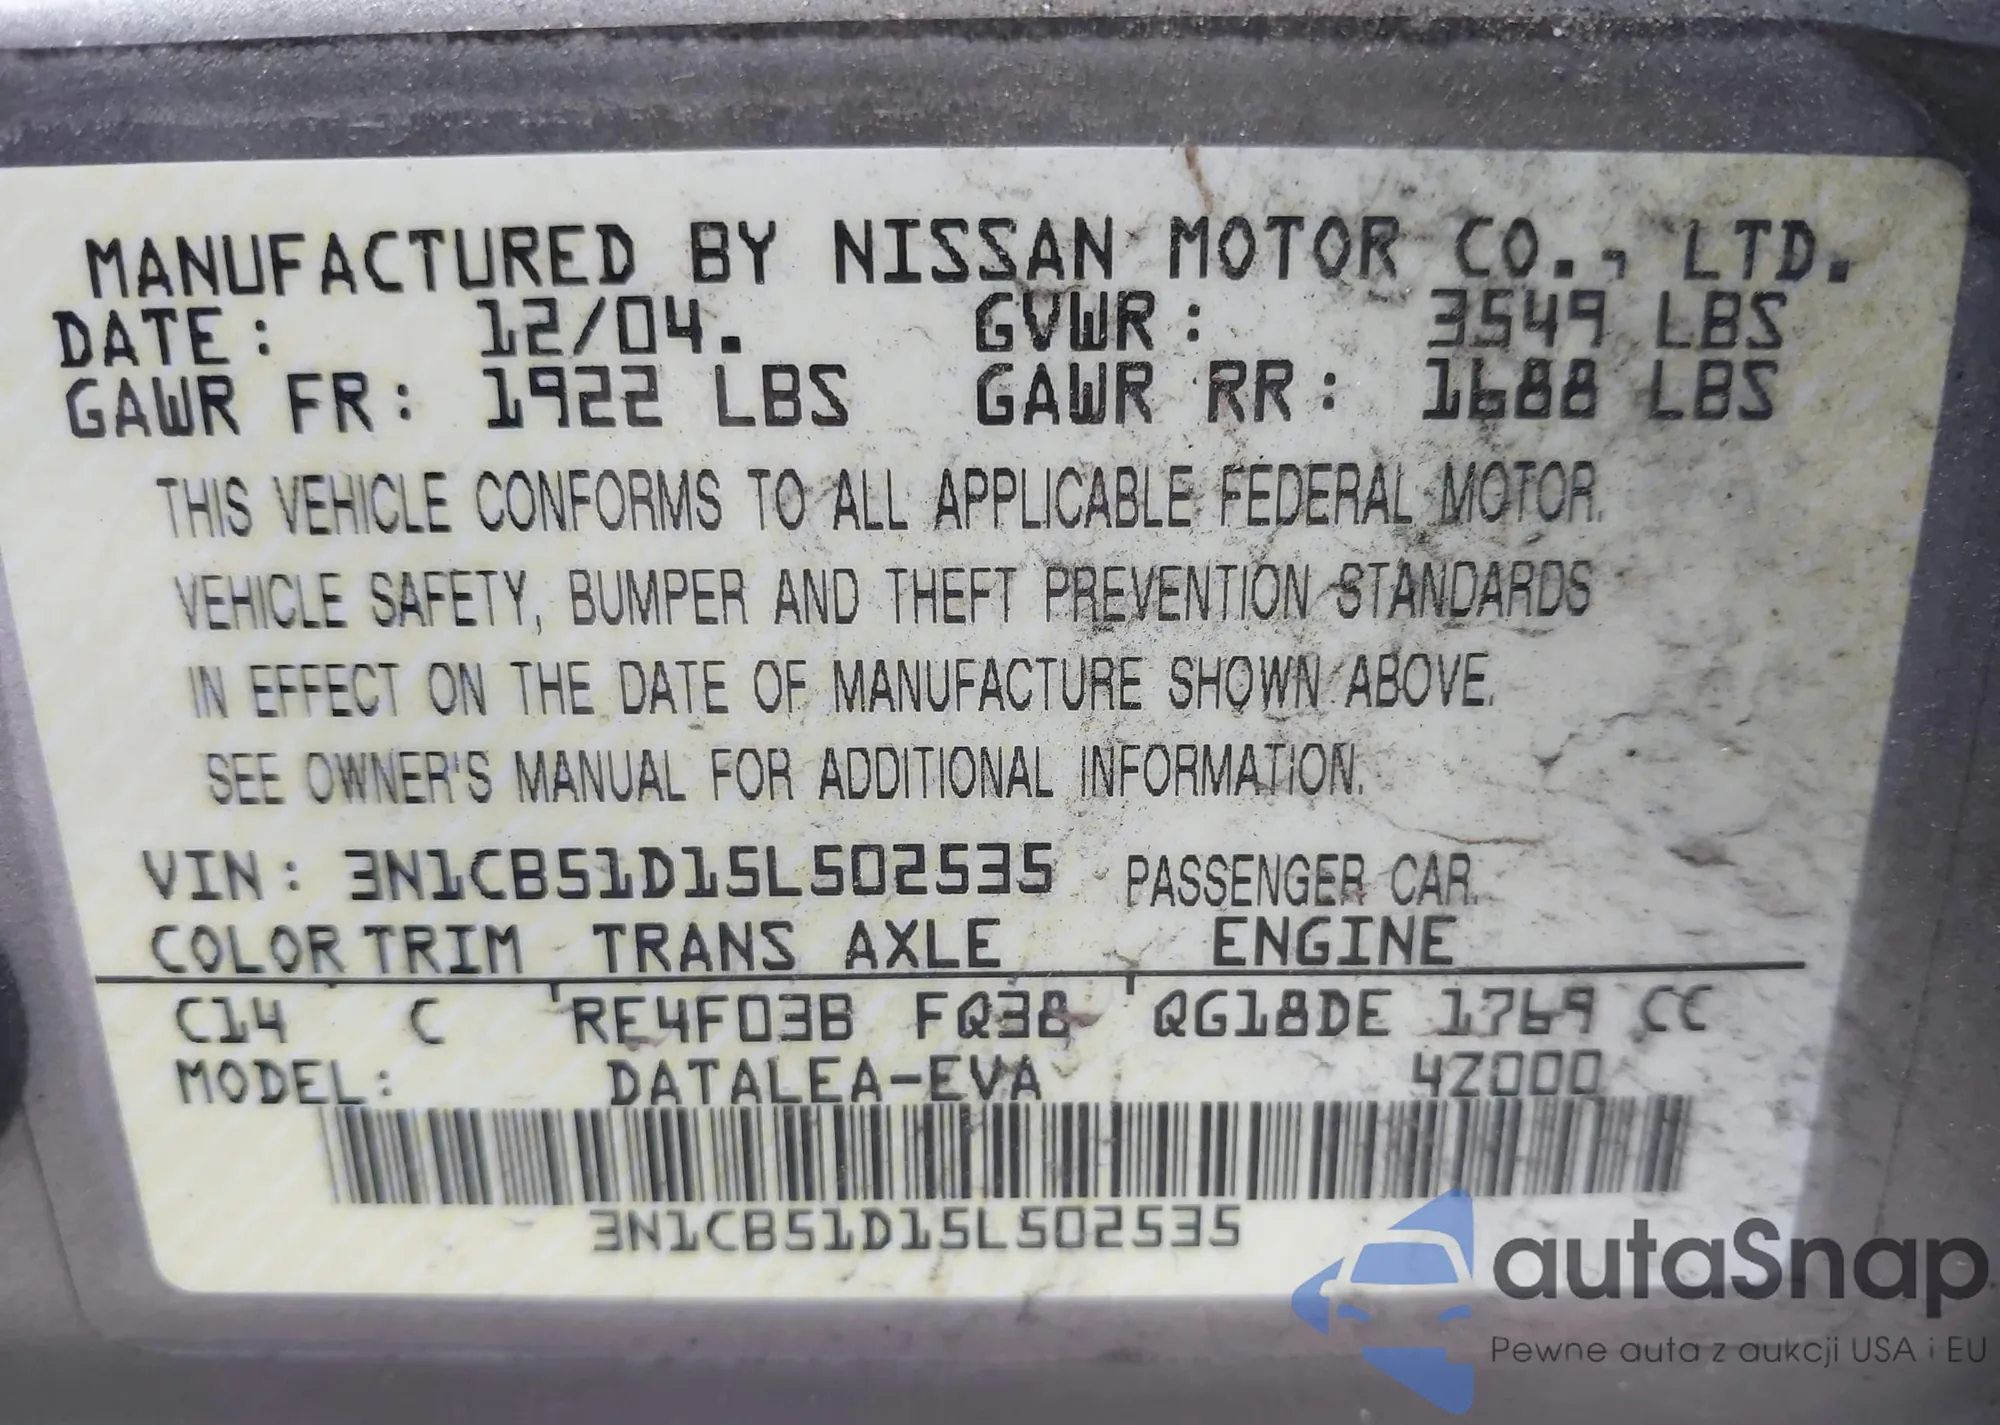 MANUFACTURED BY NISSAN MOTOR CO., LTD.
DATE: 12/04. GVWR: 3549 LBS
GAWR FR: 1922 LBS GAWR RR: 1688 LBS
THIS VEHICLE CONFORMS TO ALL APPLICABLE FEDERAL MOTOR
VEHICLE SAFETY, BUMPER AND THEFT PREVENTION STANDARDS
IN EFFECT ON THE DATE OF MANUFACTURE SHOWN ABOVE.
SEE OWNER'S MANUAL FOR ADDITIONAL INFORMATION.
VIN: 3N1CB51D15L502535 PASSENGER CAR
COLOR TRIM TRANS AXLE ENGINE
C14 C RE4F03B FQ38 QG18DE 1769 CC
MODEL: DATALEA-EVA 4Z000
3N1CB51D15L502535
autaSnap
Pewne auta z aukcji USA i EU